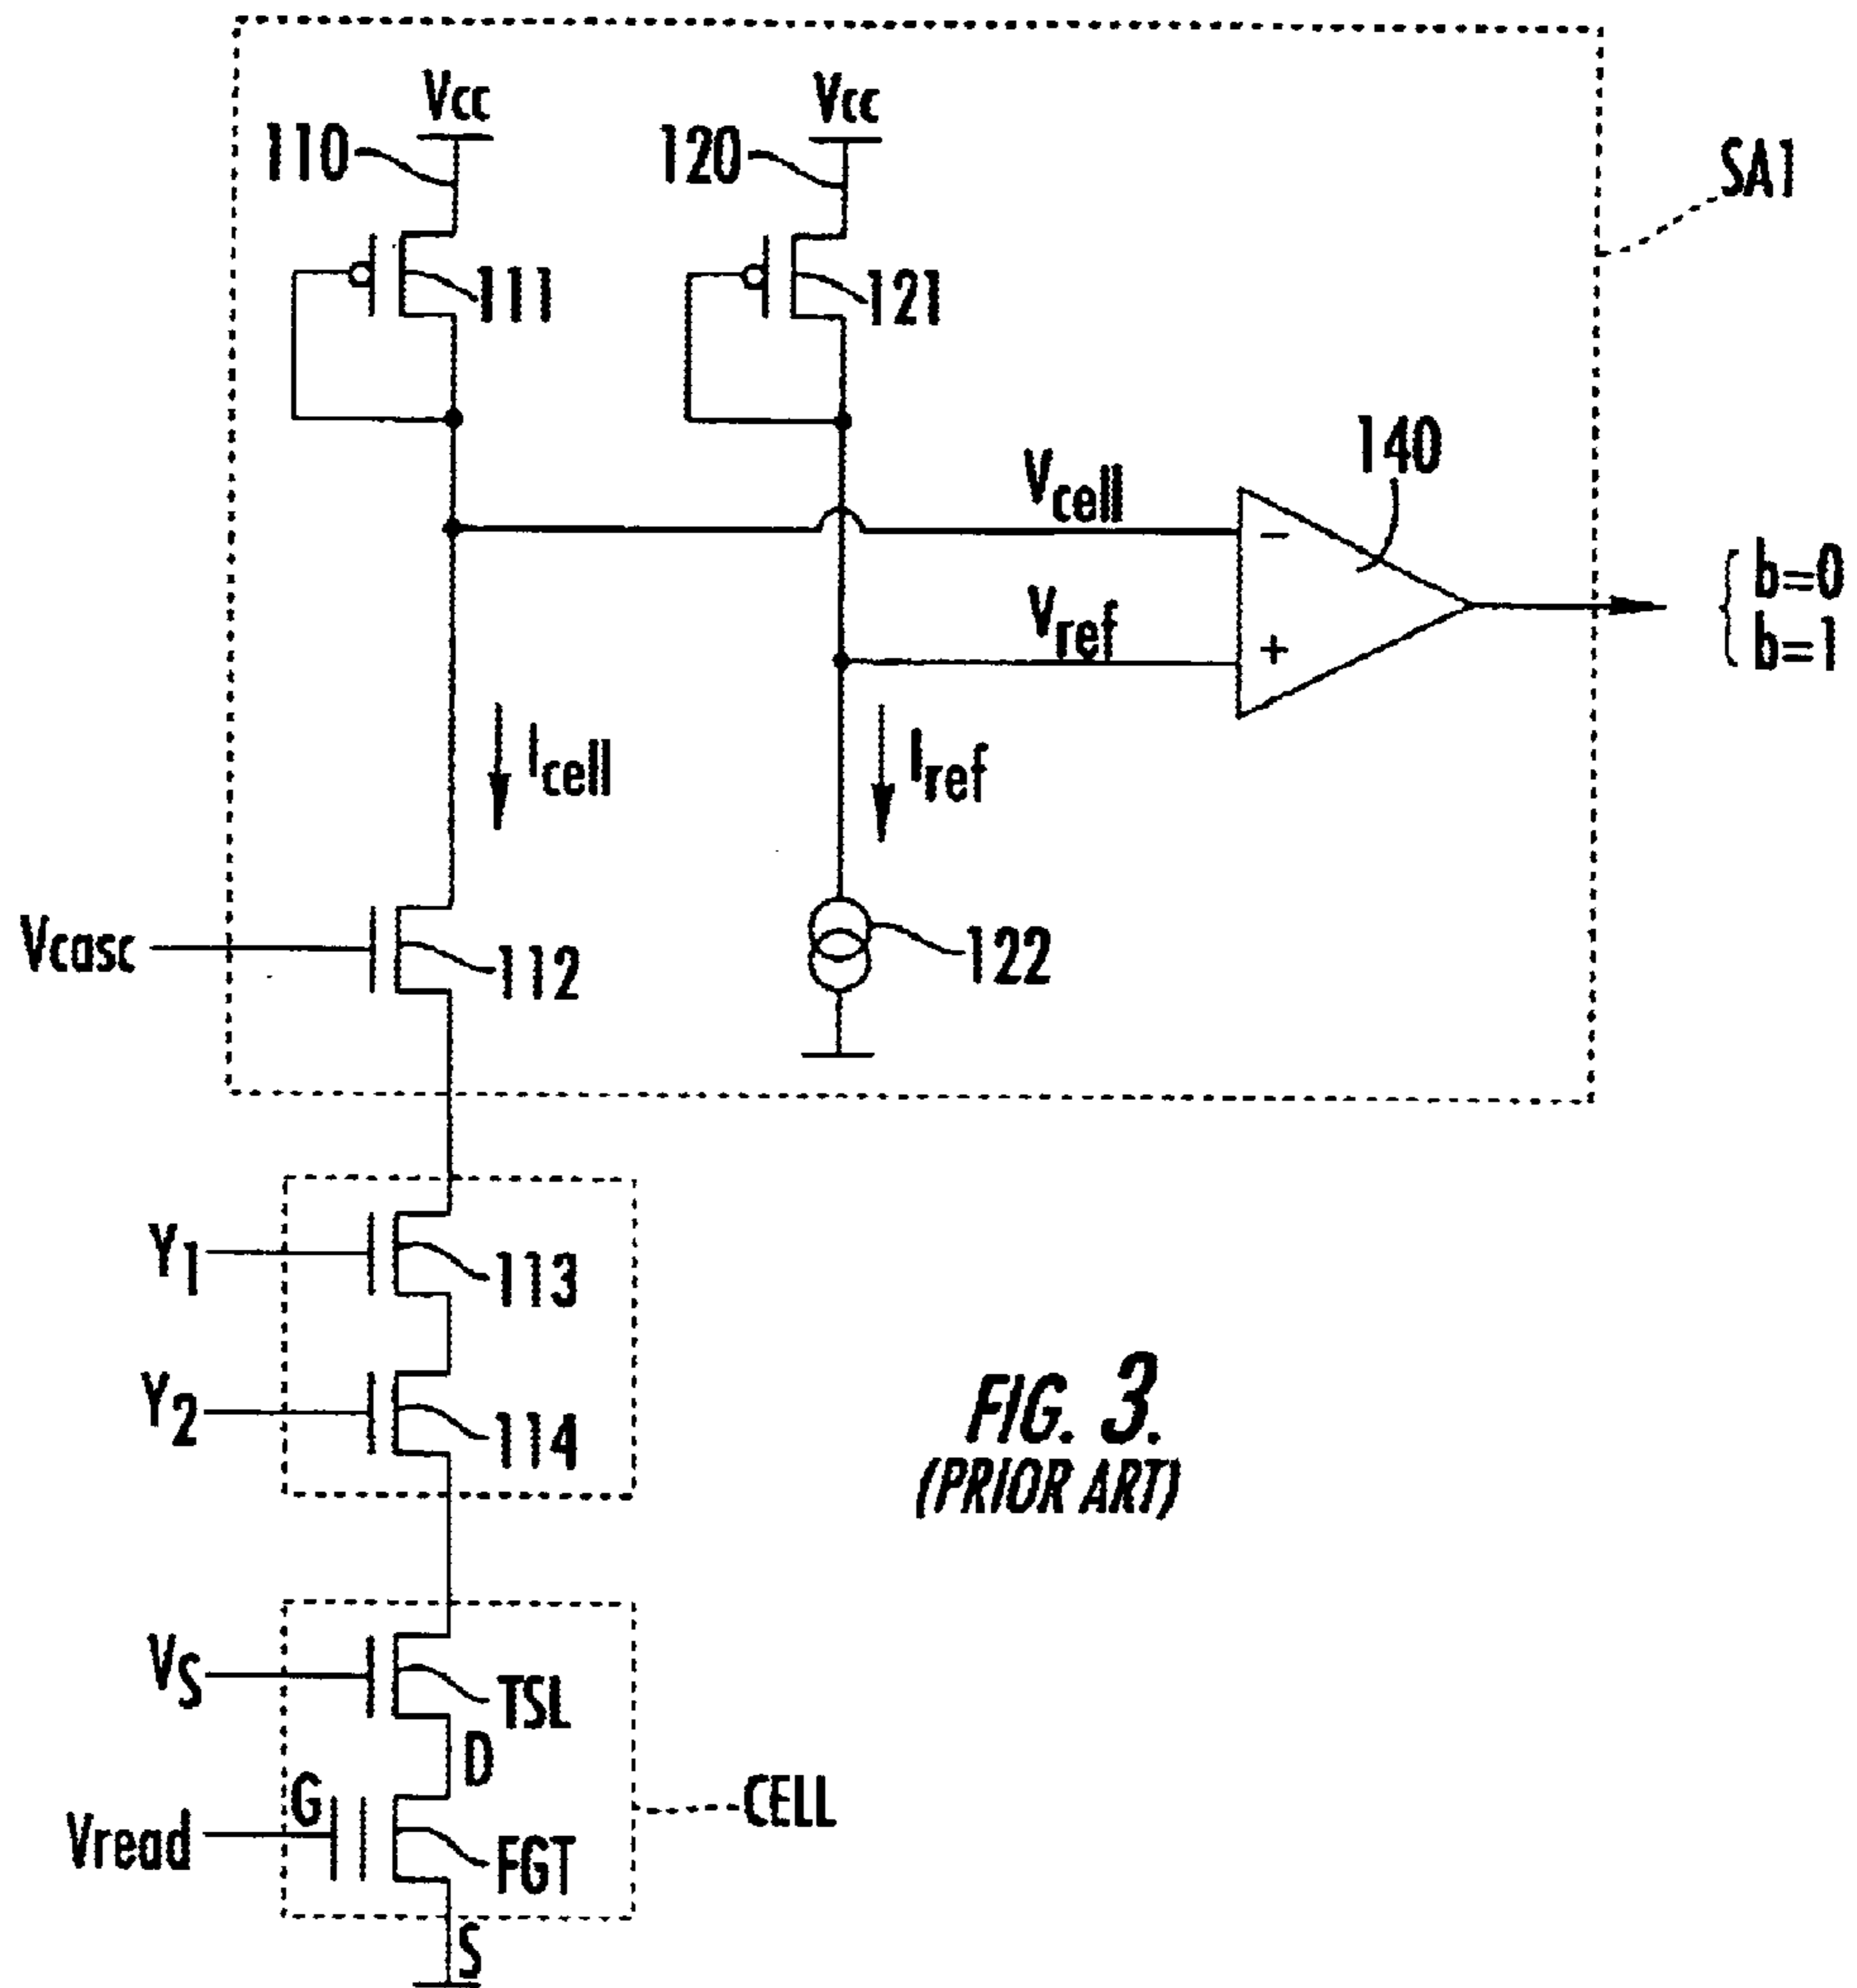 Vcc
Vcc
110
120
SA1
111
121
140
Vcell
−
b=0
Vref
+
b=1
Icell
Iref
Vcasc
112
122
Y1
113
Y2
114
FIG. 3.
(PRIOR ART)
VS
TSL
D
G
CELL
Vread
FGT
S